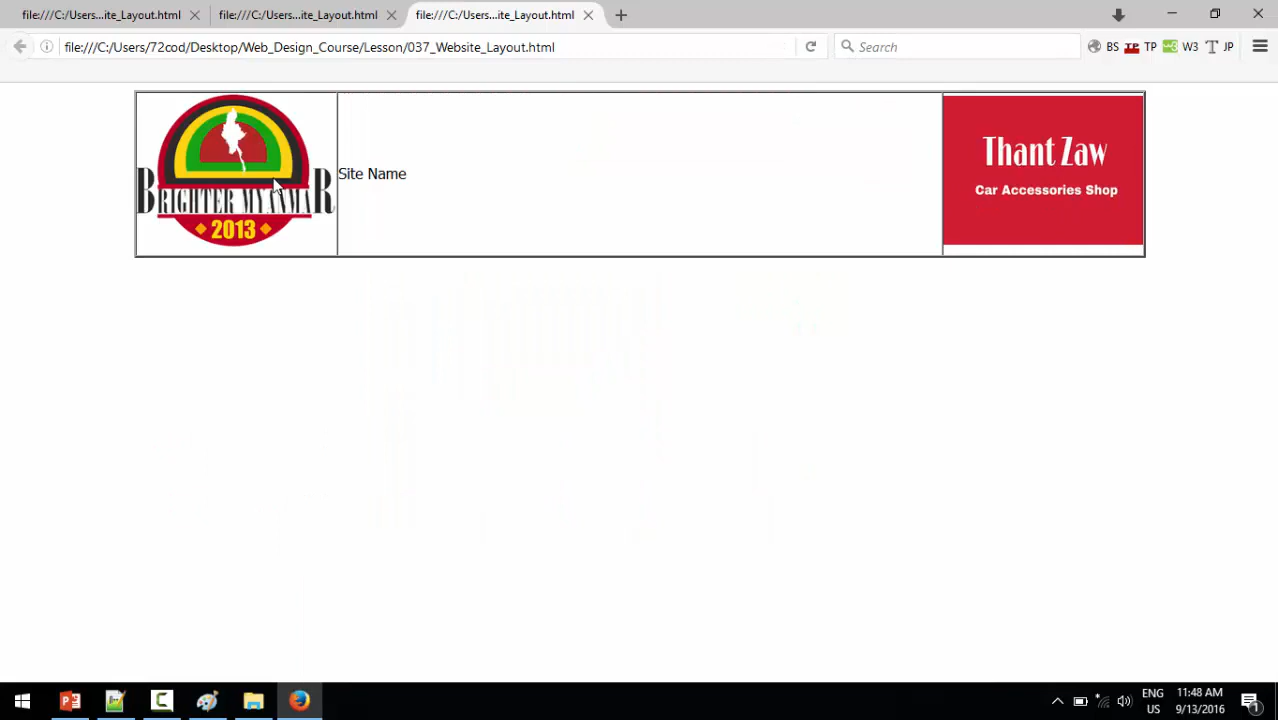 file:///C:/Users...ite_Layout.html
file:///C:/Users...ite_Layout.html
file:///C:/Users...ite_Layout.html
file:///C:/Users/72cod/Desktop/Web_Design_Course/Lesson/037_Website_Layout.html
Search
BS TP TP W3 T JP
BRIGHTER MYANMAR
2013
Site Name
Thant Zaw
Car Accessories Shop
ENG
US
11:48 AM
9/13/2016
1